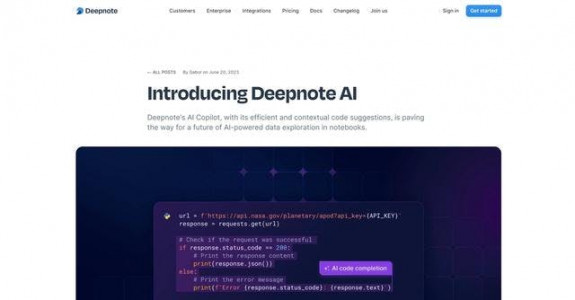 Deepnote
Customers Enterprise Integrations Pricing Docs Changelog Join us
Sign in Get started
← ALL POSTS By Gabor on June 20, 2023
Introducing Deepnote AI
Deepnote's AI Copilot, with its efficient and contextual code suggestions, is paving
the way for a future of AI-powered data exploration in notebooks.
url = f'https://api.nasa.gov/planetary/apod?api_key={API_KEY}'
response = requests.get(url)
# Check if the request was successful
if response.status_code == 200:
# Print the response content
print(response.json())
else:
# Print the error message
print(f'Error {response.status_code}: {response.text}')
AI code completion